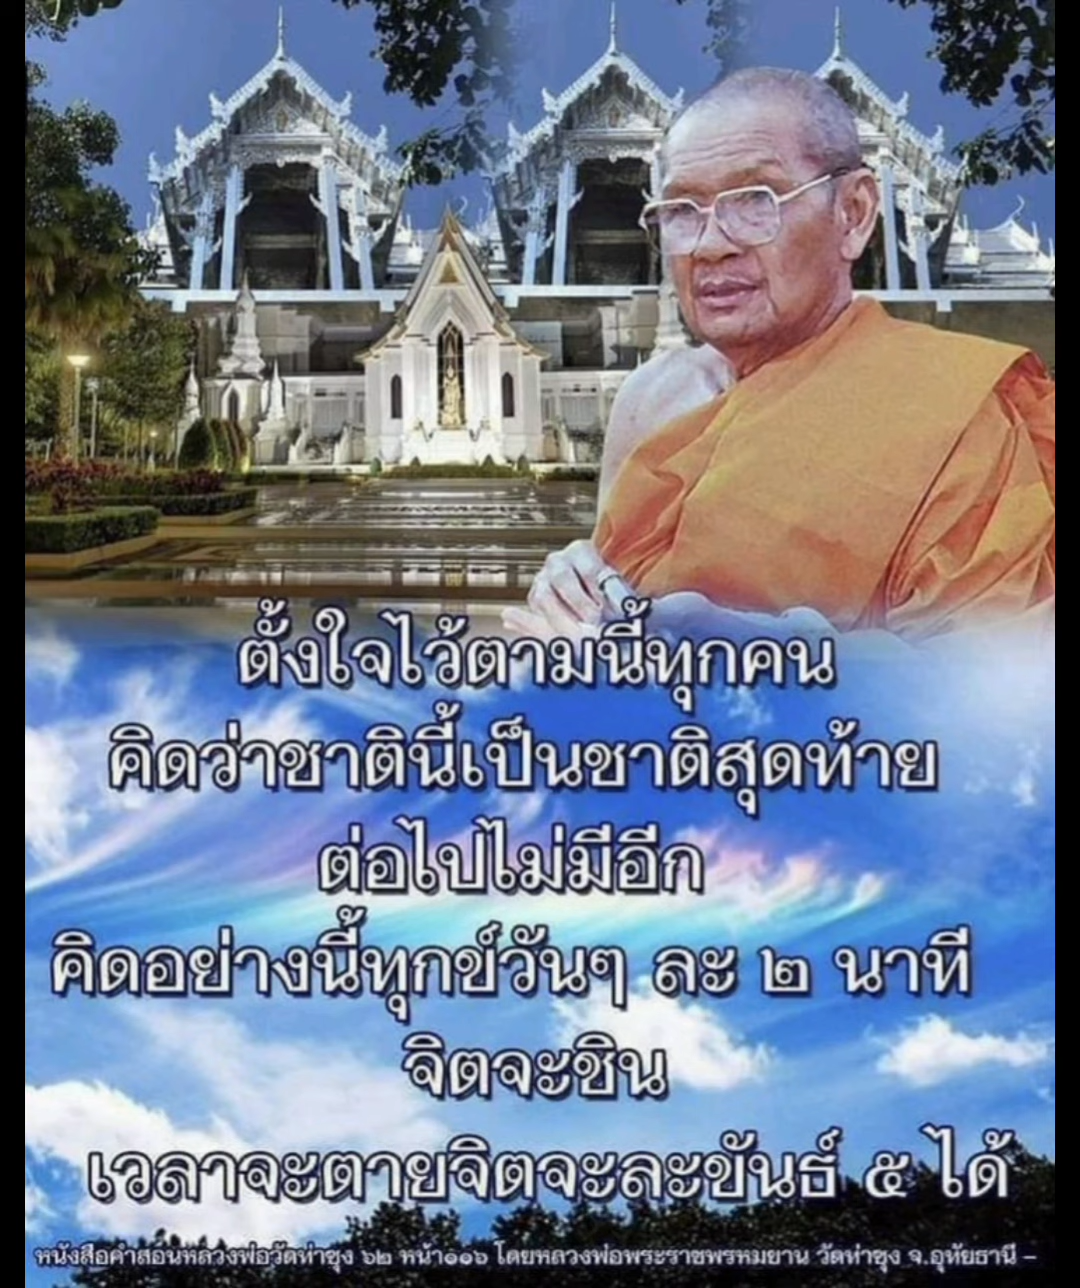 ตั้งใจไว้ตามนี้ทุกคน
คิดว่าชาตินี้เป็นชาติสุดท้าย
ต่อไปไม่มีอีก
คิดอย่างนี้ทุกข์วันๆ ละ ๒ นาที
จิตจะชิน
เวลาจะตายจิตจะละขันธ์ ๕ ได้
หนังสือคำสอนหลวงพ่อวัดท่าซุง ๖๒ หน้า๑๑๖ โดยหลวงพ่อพระราชพรหมยาน วัดท่าซุง จ.อุทัยธานี –